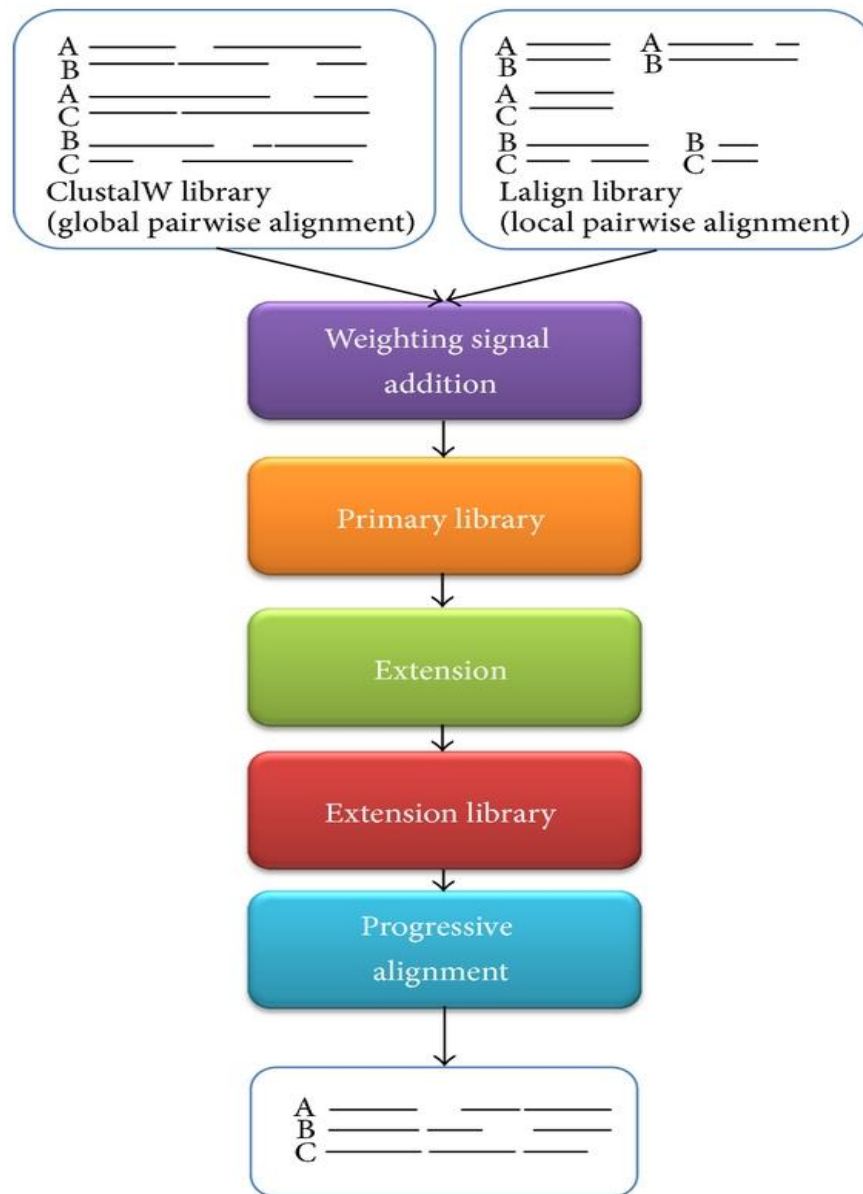 A
B
A
C
B
C
ClustalW library
(global pairwise alignment)
A
B
A
B
A
C
B
C
B
C
Lalign library
(local pairwise alignment)
Weighting signal
addition
Primary library
Extension
Extension library
Progressive
alignment
A
B
C